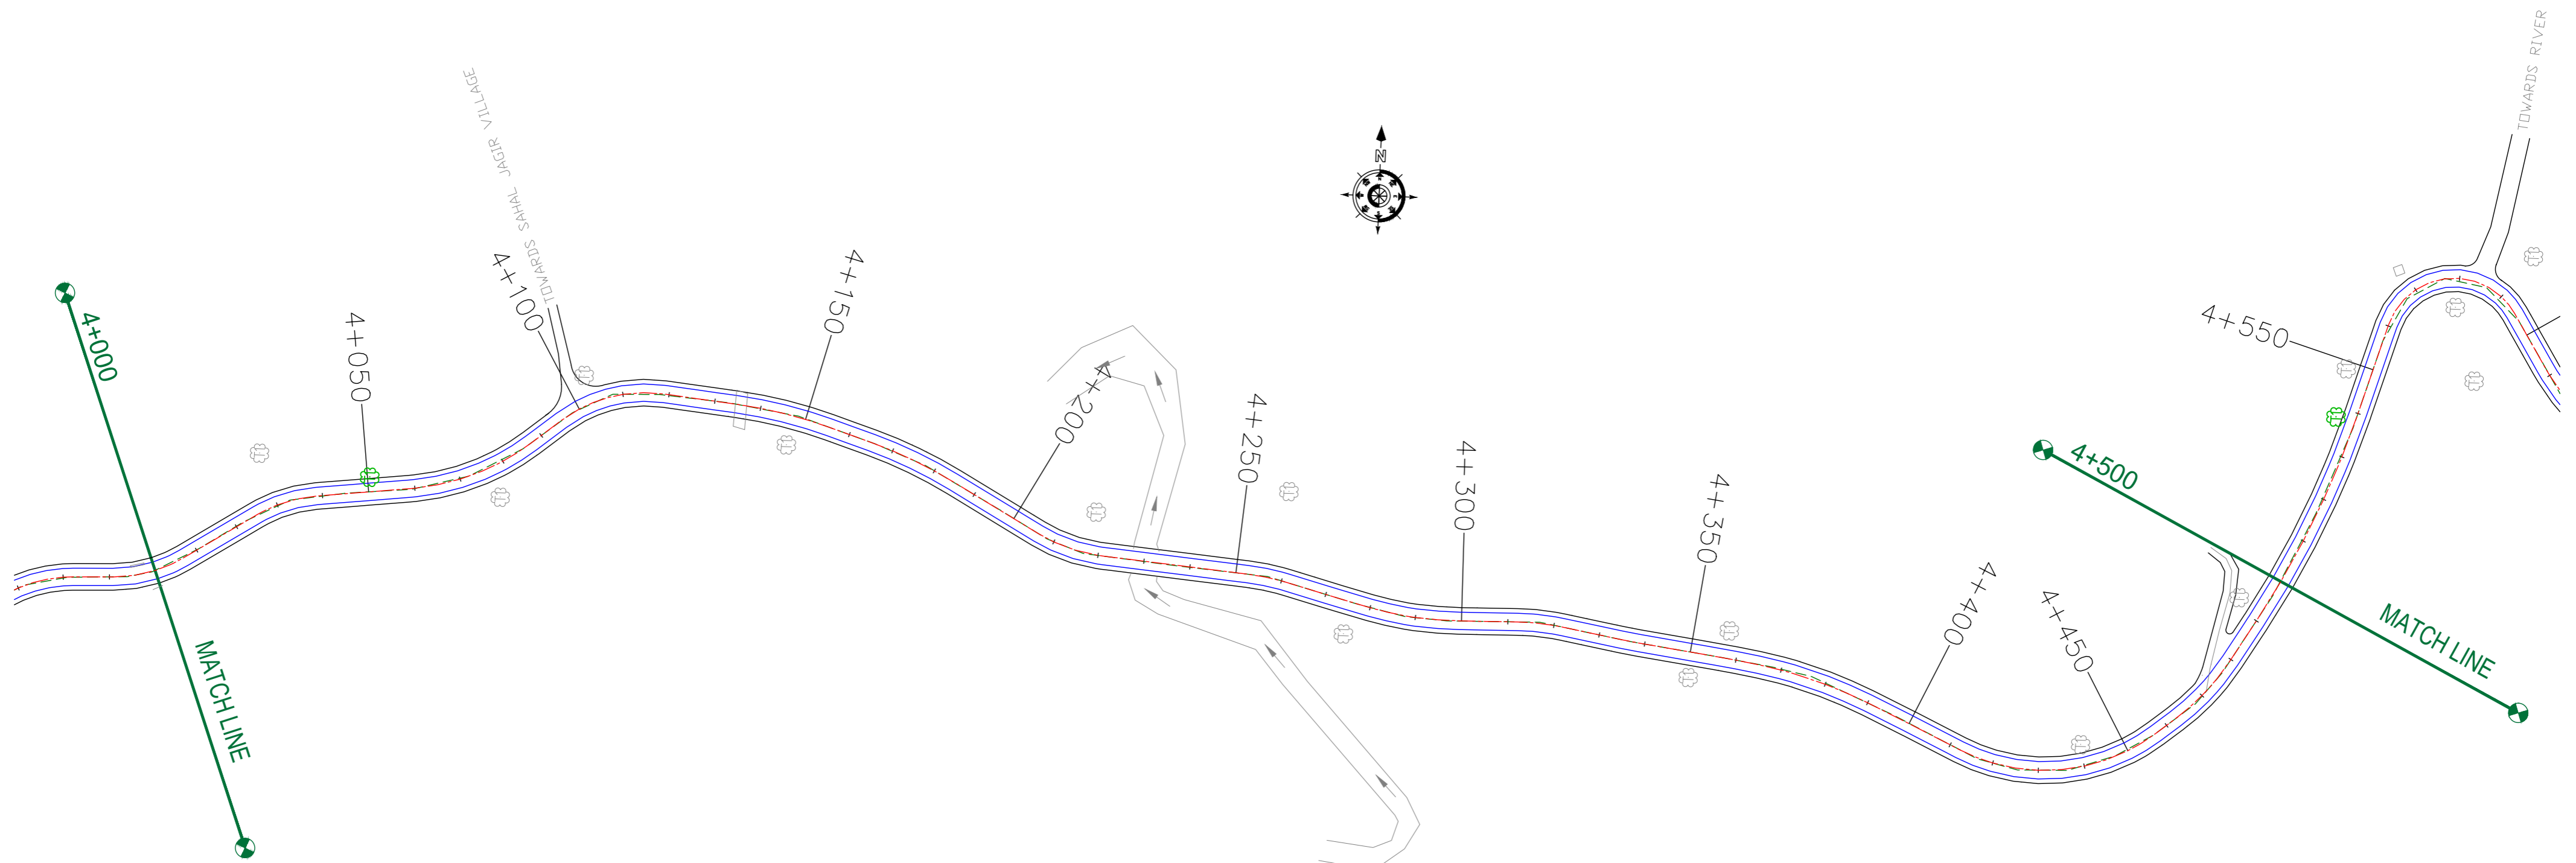 TOWARDS RIVER
TOWARDS SAHAL JAGIR VILLAGE
N
4+000
MATCH LINE
4+050
4+100
4+150
4+200
4+250
4+300
4+350
4+400
4+450
4+500
MATCH LINE
4+550